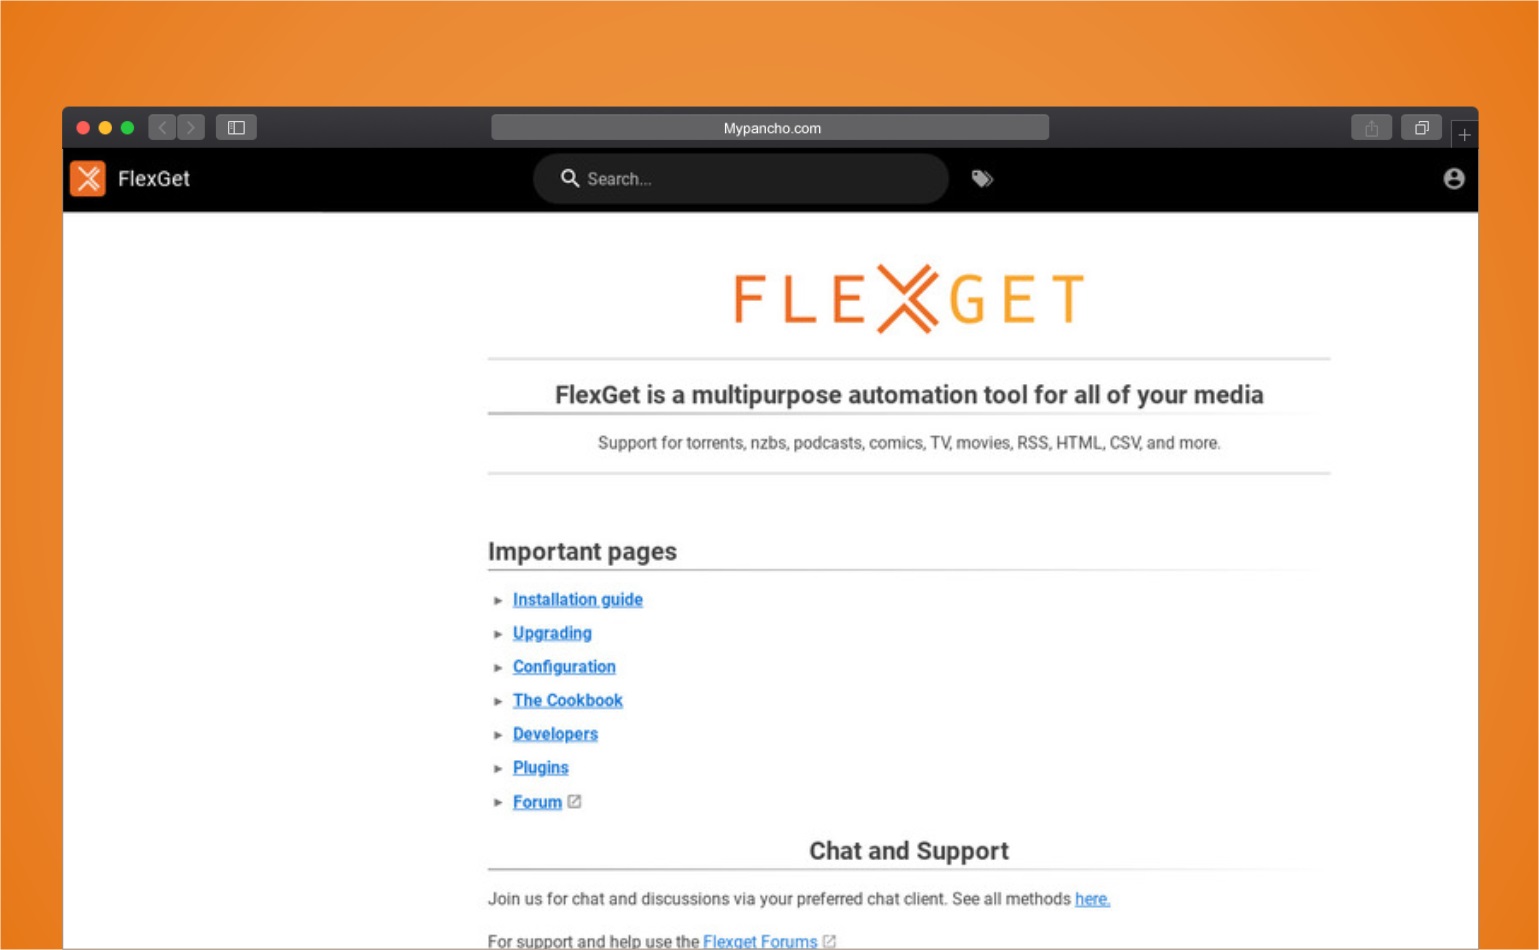 Mypancho.com
FlexGet
Search...
FLEXGET
FlexGet is a multipurpose automation tool for all of your media
Support for torrents, nzbs, podcasts, comics, TV, movies, RSS, HTML, CSV, and more.
Important pages
Installation guide
Upgrading
Configuration
The Cookbook
Developers
Plugins
Forum
Chat and Support
Join us for chat and discussions via your preferred chat client. See all methods here.
For support and help use the Flexget Forums